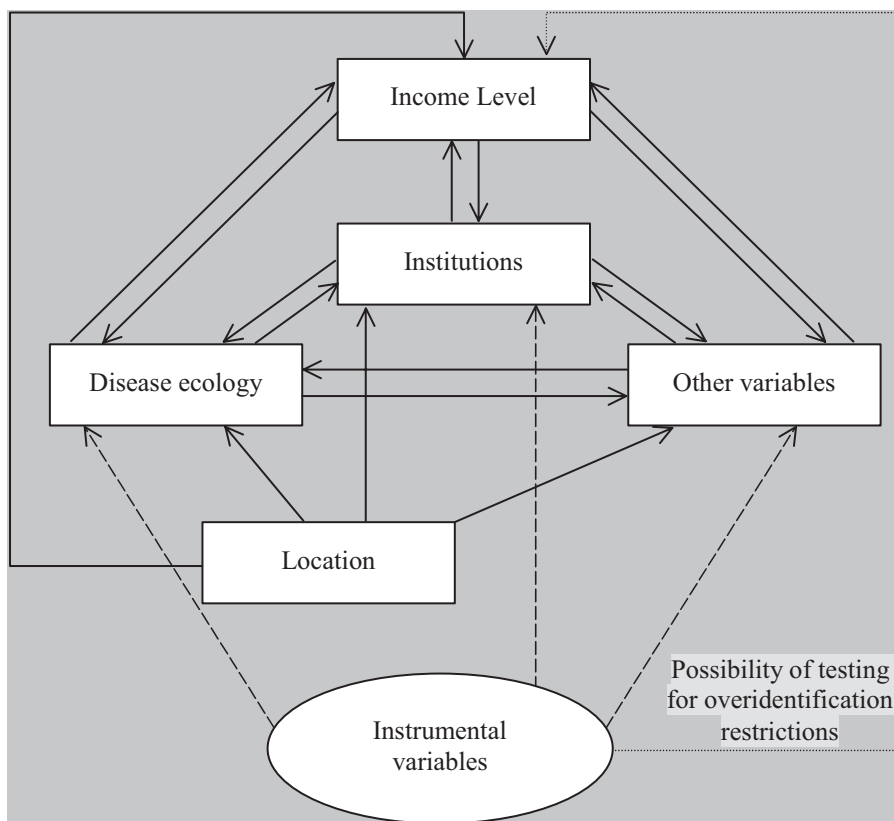 Income Level
Institutions
Disease ecology
Other variables
Location
Possibility of testing
for overidentification
restrictions
Instrumental
variables